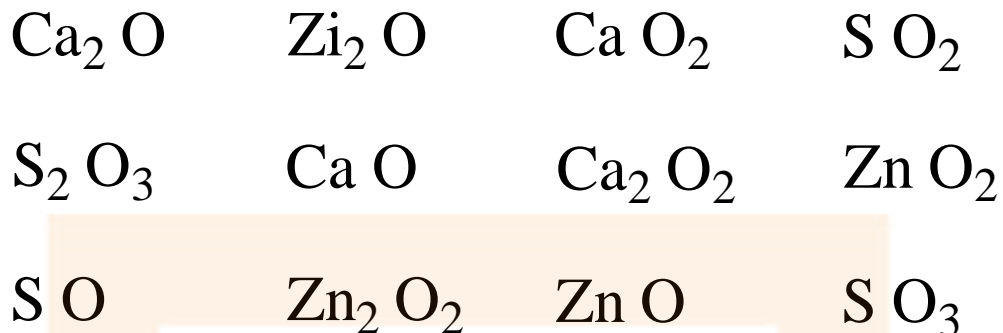 Ca₂ O Zi₂ O Ca O₂ S O₂
S₂ O₃ Ca O Ca₂ O₂ Zn O₂
S O Zn₂ O₂ Zn O S O₃